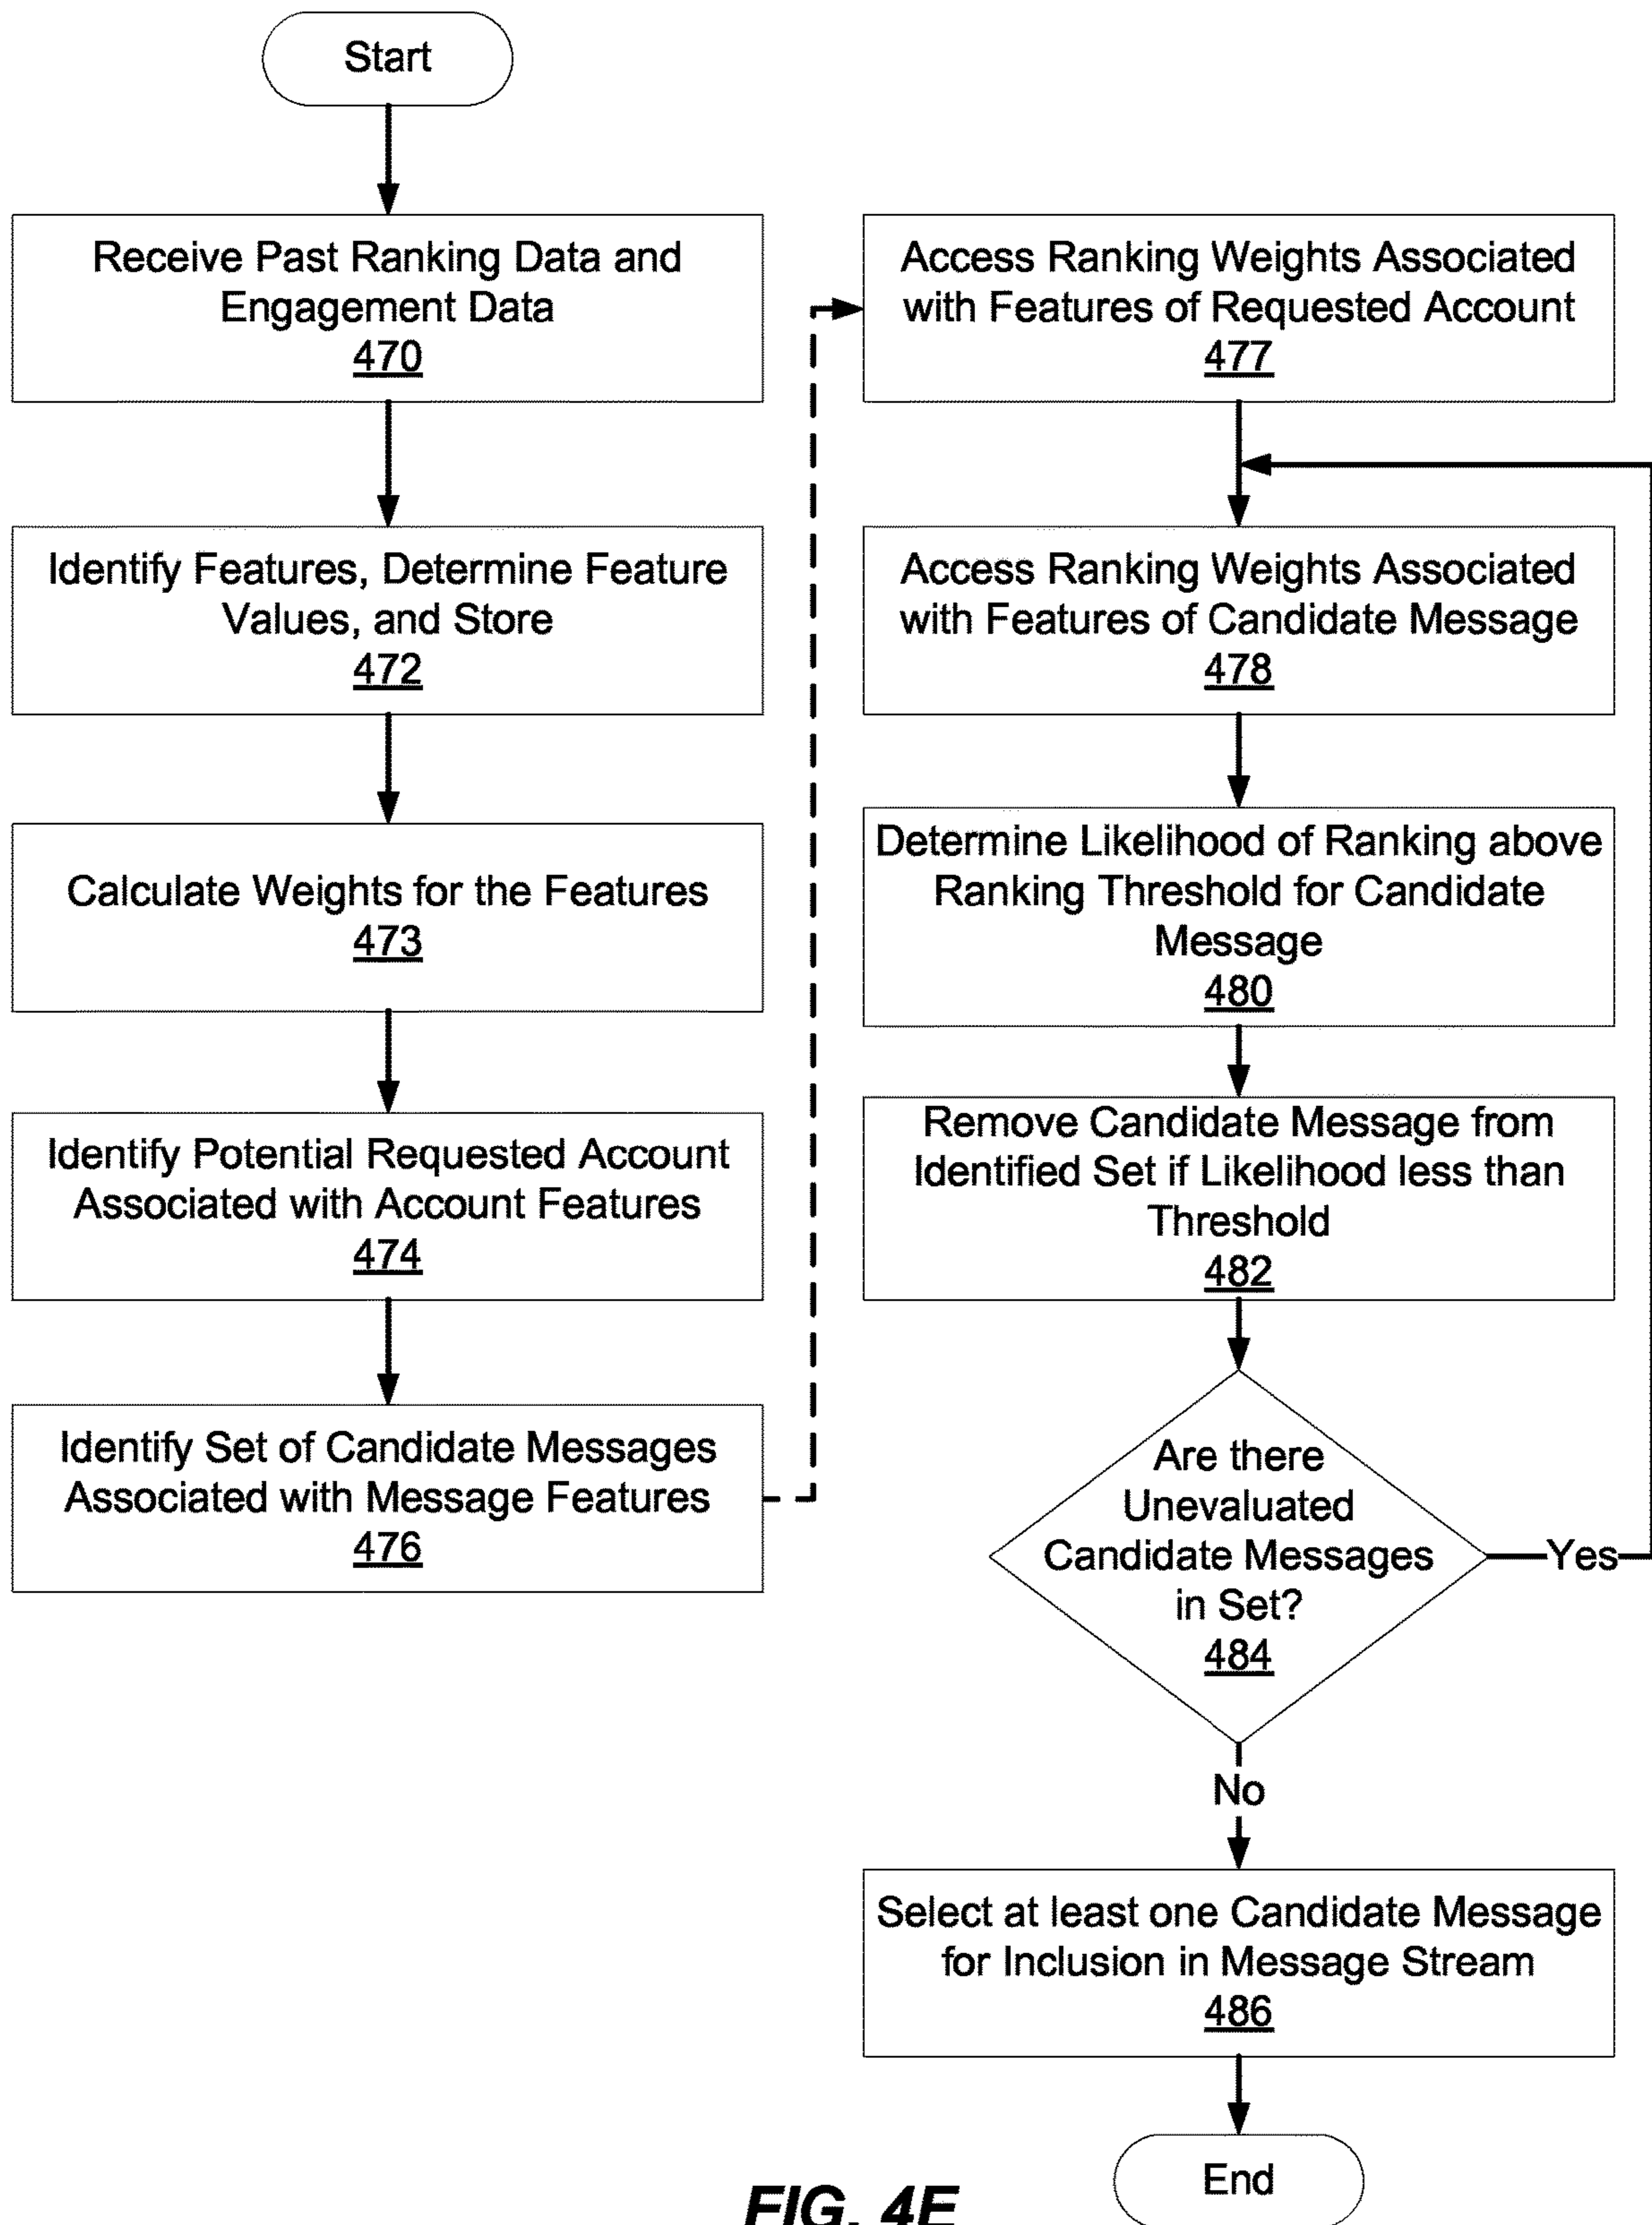 Start
Receive Past Ranking Data and
Engagement Data
470
Identify Features, Determine Feature
Values, and Store
472
Calculate Weights for the Features
473
Identify Potential Requested Account
Associated with Account Features
474
Identify Set of Candidate Messages
Associated with Message Features
476
Access Ranking Weights Associated
with Features of Requested Account
477
Access Ranking Weights Associated
with Features of Candidate Message
478
Determine Likelihood of Ranking above
Ranking Threshold for Candidate
Message
480
Remove Candidate Message from
Identified Set if Likelihood less than
Threshold
482
Are there
Unevaluated
Candidate Messages
in Set?
484
Yes
No
Select at least one Candidate Message
for Inclusion in Message Stream
486
End
FIG. 4E